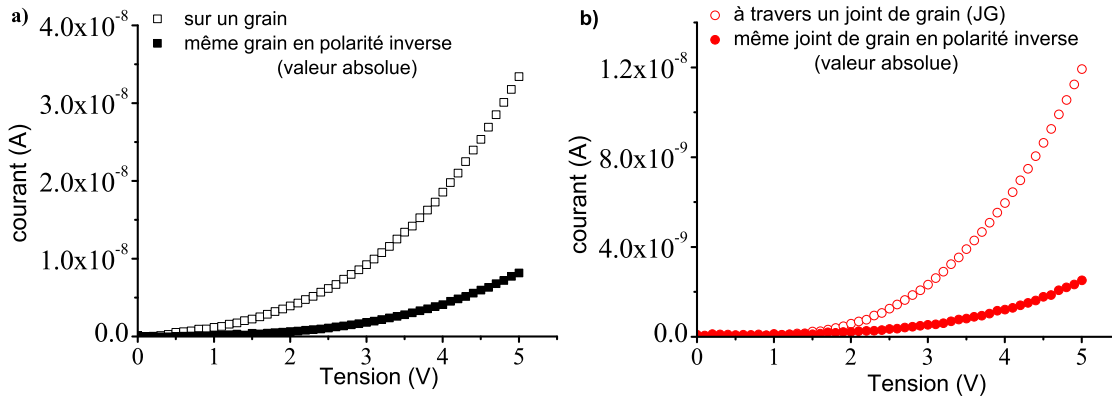 a)
sur un grain
même grain en polarité inverse
(valeur absolue)
4.0x10-8
3.0x10-8
2.0x10-8
1.0x10-8
0.0
courant (A)
0 1 2 3 4 5
Tension (V)
b)
à travers un joint de grain (JG)
même joint de grain en polarité inverse
(valeur absolue)
1.2x10-8
8.0x10-9
4.0x10-9
0.0
courant (A)
0 1 2 3 4 5
Tension (V)